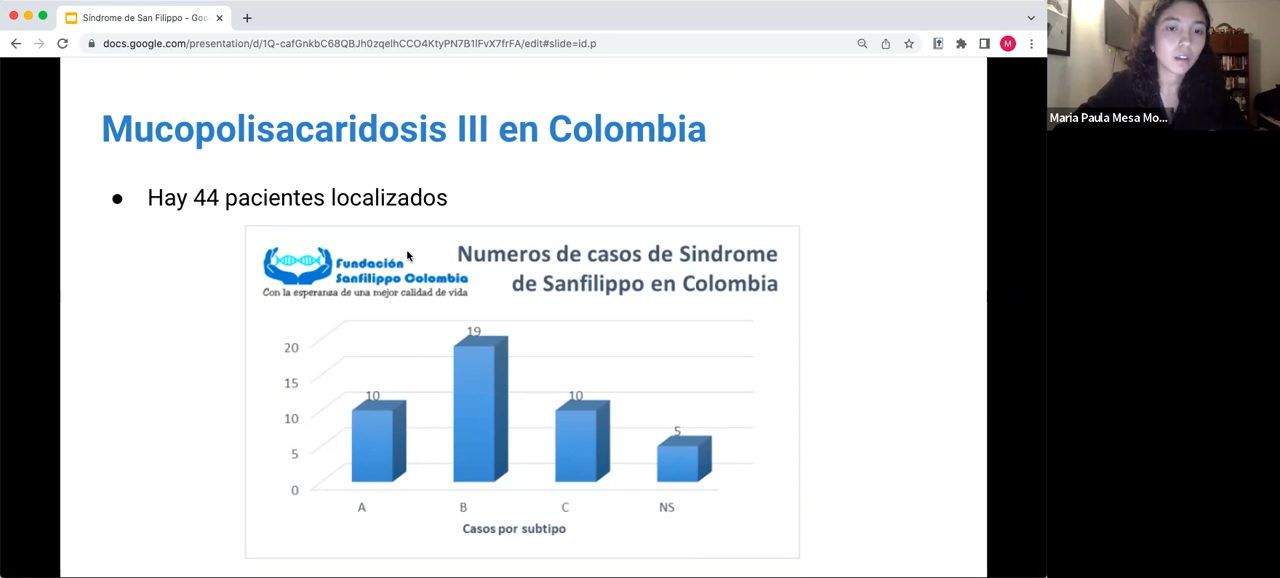 Síndrome de San Filippo - Goo
docs.google.com/presentation/d/1Q-cafGnkbC68QBJh0zqelhCCO4KtyPN7B1lFvX7frFA/edit#slide=id.p
M
Maria Paula Mesa Mo...
Mucopolisacaridosis III en Colombia
● Hay 44 pacientes localizados
Fundación
Sanfilippo Colombia
Con la esperanza de una mejor calidad de vida
Numeros de casos de Sindrome
de Sanfilippo en Colombia
20
15
10
5
0
10
19
10
5
A
B
C
NS
Casos por subtipo